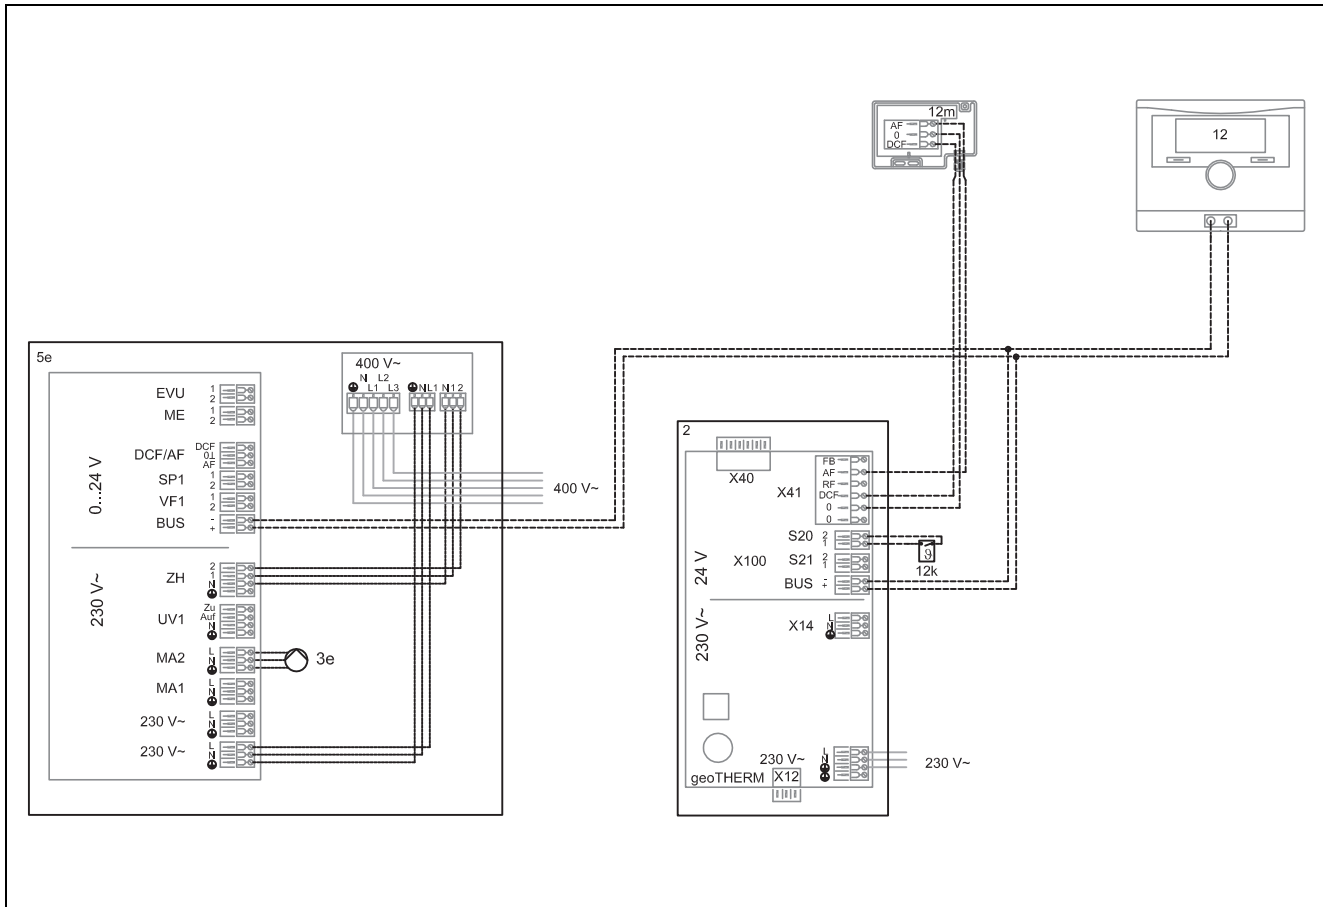 12m
AF
0
DCF
12
5e
400 V~
N L2
L1 L3
N L1
N 1 2
0...24 V
EVU
1
2
ME
1
2
DCF/AF
DCF
0⊥
AF
SP1
1
2
VF1
1
2
BUS
-
+
400 V~
230 V~
ZH
2
1
N
UV1
Zu
Auf
N
MA2
L
N
3e
MA1
L
N
230 V~
L
N
230 V~
L
N
2
X40
X41
FB
AF
RF
DCF
0
0
24 V
X100
S20
2
1
12k
S21
2
1
BUS
-
+
230 V~
X14
L
N
230 V~
L
N
230 V~
geoTHERM
X12